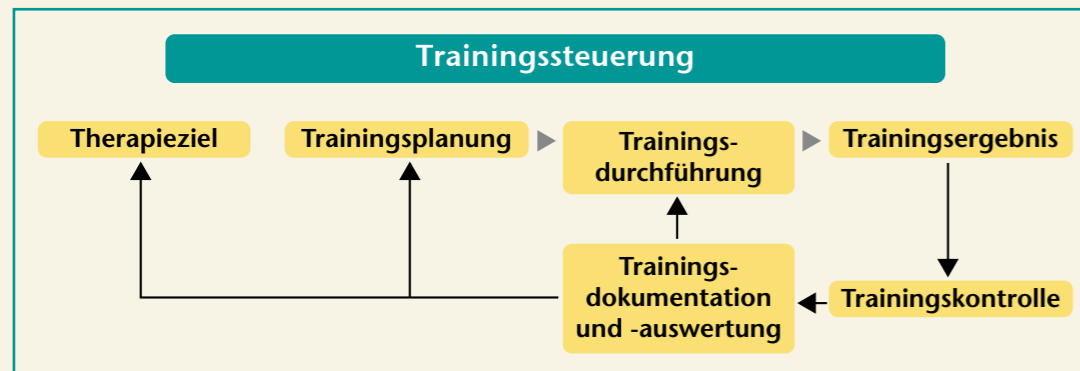 Trainingssteuerung
Therapieziel
Trainingsplanung
Trainings-
durchführung
Trainingsergebnis
Trainings-
dokumentation
und -auswertung
Trainingskontrolle